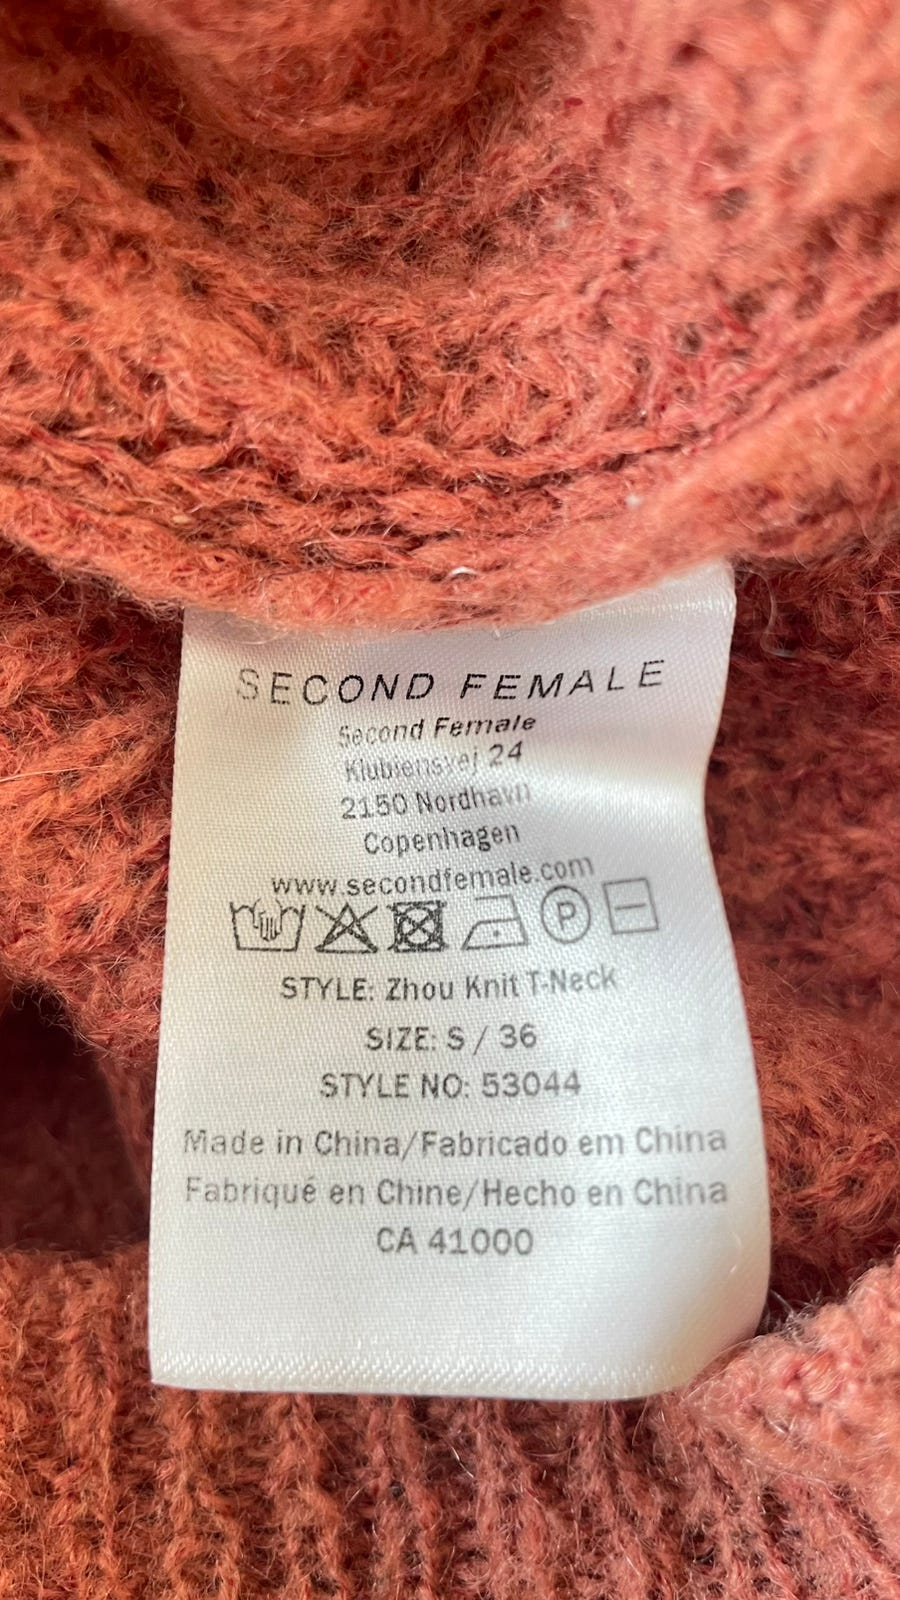 SECOND FEMALE
Second Female
Klubiensvej 24
2150 Nordhavn
Copenhagen
www.secondfemale.com
P
STYLE: Zhou Knit T-Neck
SIZE: S / 36
STYLE NO: 53044
Made in China/Fabricado em China
Fabriqué en Chine/Hecho en China
CA 41000